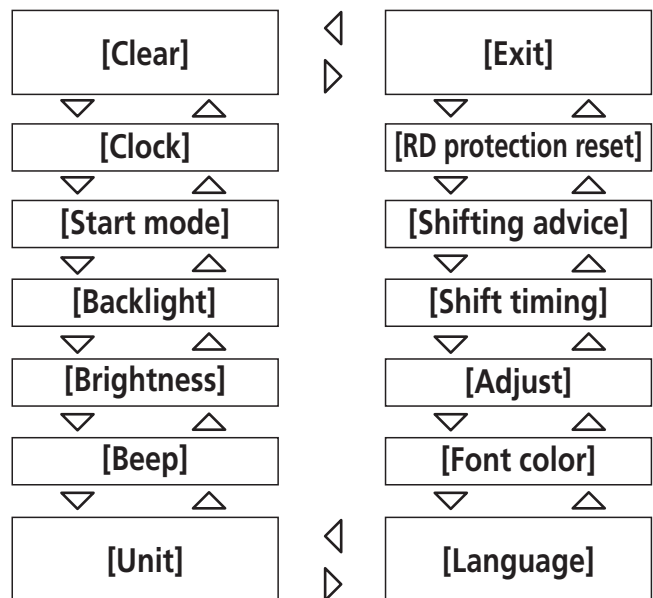 [Clear]
[Exit]
[Clock]
[RD protection reset]
[Start mode]
[Shifting advice]
[Backlight]
[Shift timing]
[Brightness]
[Adjust]
[Beep]
[Font color]
[Unit]
[Language]